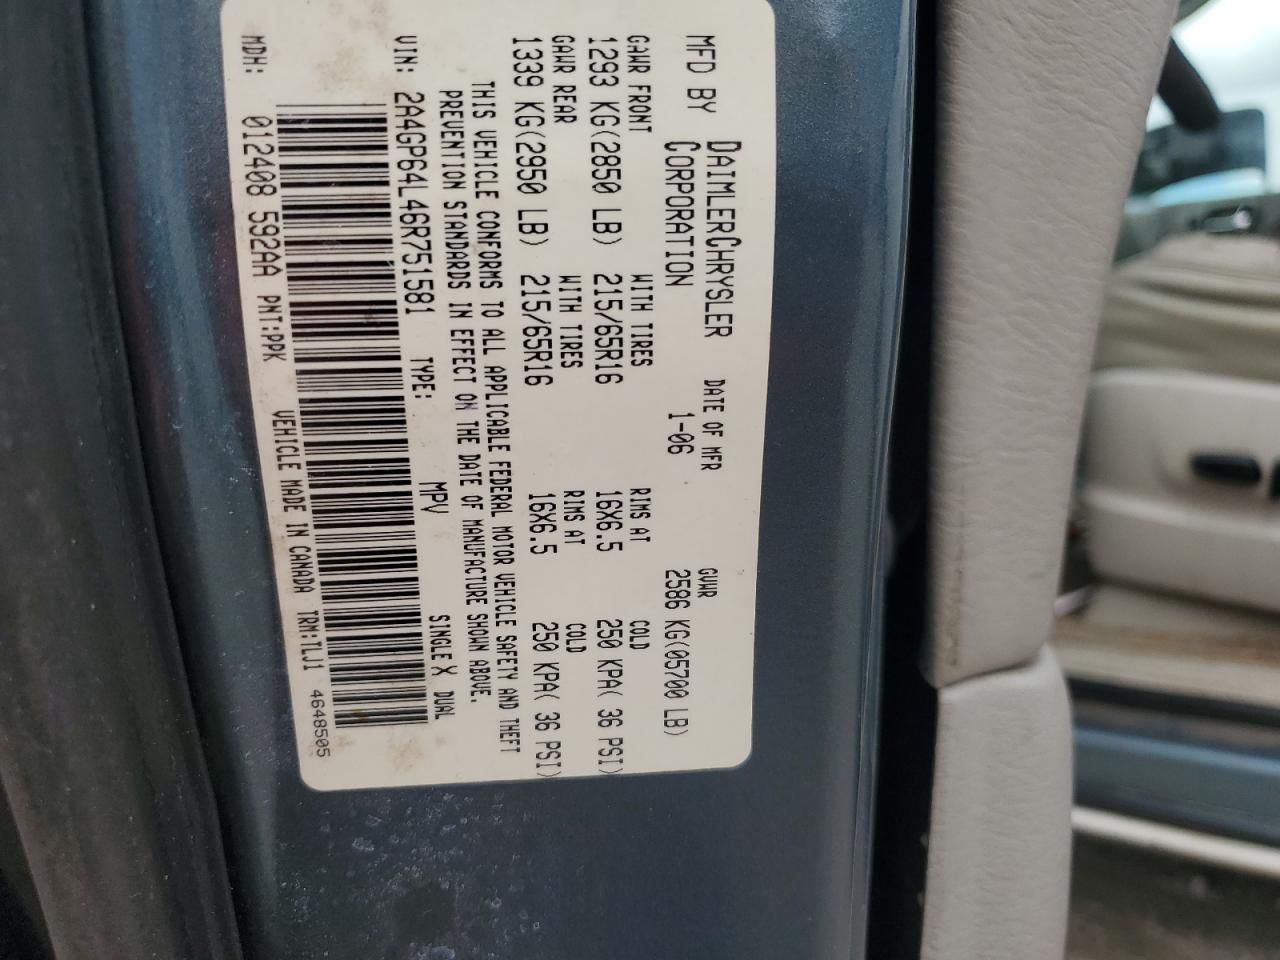 MFD BY DAIMLERCHRYSLER CORPORATION DATE OF MFR 1-06 GVWR 2586 KG(05700 LB)
GAWR FRONT WITH TIRES RIMS AT COLD
1293 KG(2850 LB) 215/65R16 16X6.5 250 KPA( 36 PSI)
GAWR REAR WITH TIRES RIMS AT COLD
1339 KG(2950 LB) 215/65R16 16X6.5 250 KPA( 36 PSI)
THIS VEHICLE CONFORMS TO ALL APPLICABLE FEDERAL MOTOR VEHICLE SAFETY AND THEFT
PREVENTION STANDARDS IN EFFECT ON THE DATE OF MANUFACTURE SHOWN ABOVE.
VIN: 2A4GP64L46R751581 TYPE: MPV SINGLE X DUAL
MDH: 012408 592AA PNT:PPK VEHICLE MADE IN CANADA TRM:TLJ1 4648505